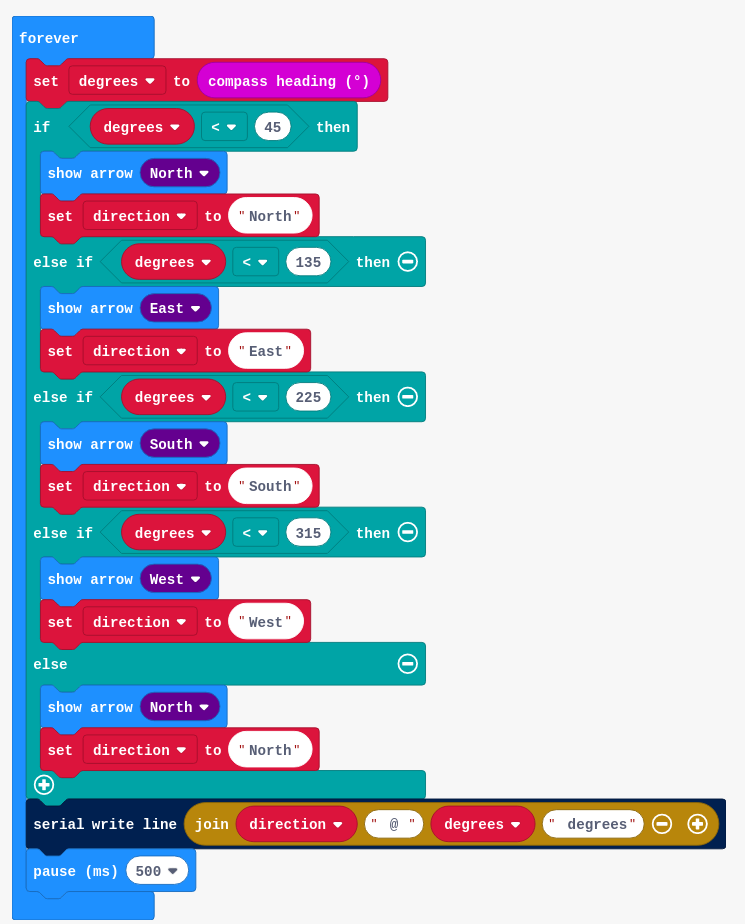 forever
set degrees to compass heading (°)
if degrees < 45 then
show arrow North
set direction to "North"
else if degrees < 135 then
show arrow East
set direction to "East"
else if degrees < 225 then
show arrow South
set direction to "South"
else if degrees < 315 then
show arrow West
set direction to "West"
else
show arrow North
set direction to "North"
serial write line join direction " @ " degrees " degrees"
pause (ms) 500